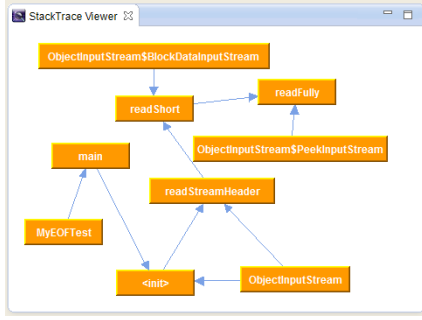 StackTrace Viewer
ObjectInputStream$BlockDataInputStream
readFully
readShort
ObjectInputStream$PeekInputStream
main
readStreamHeader
MyEOFTest
<init>
ObjectInputStream